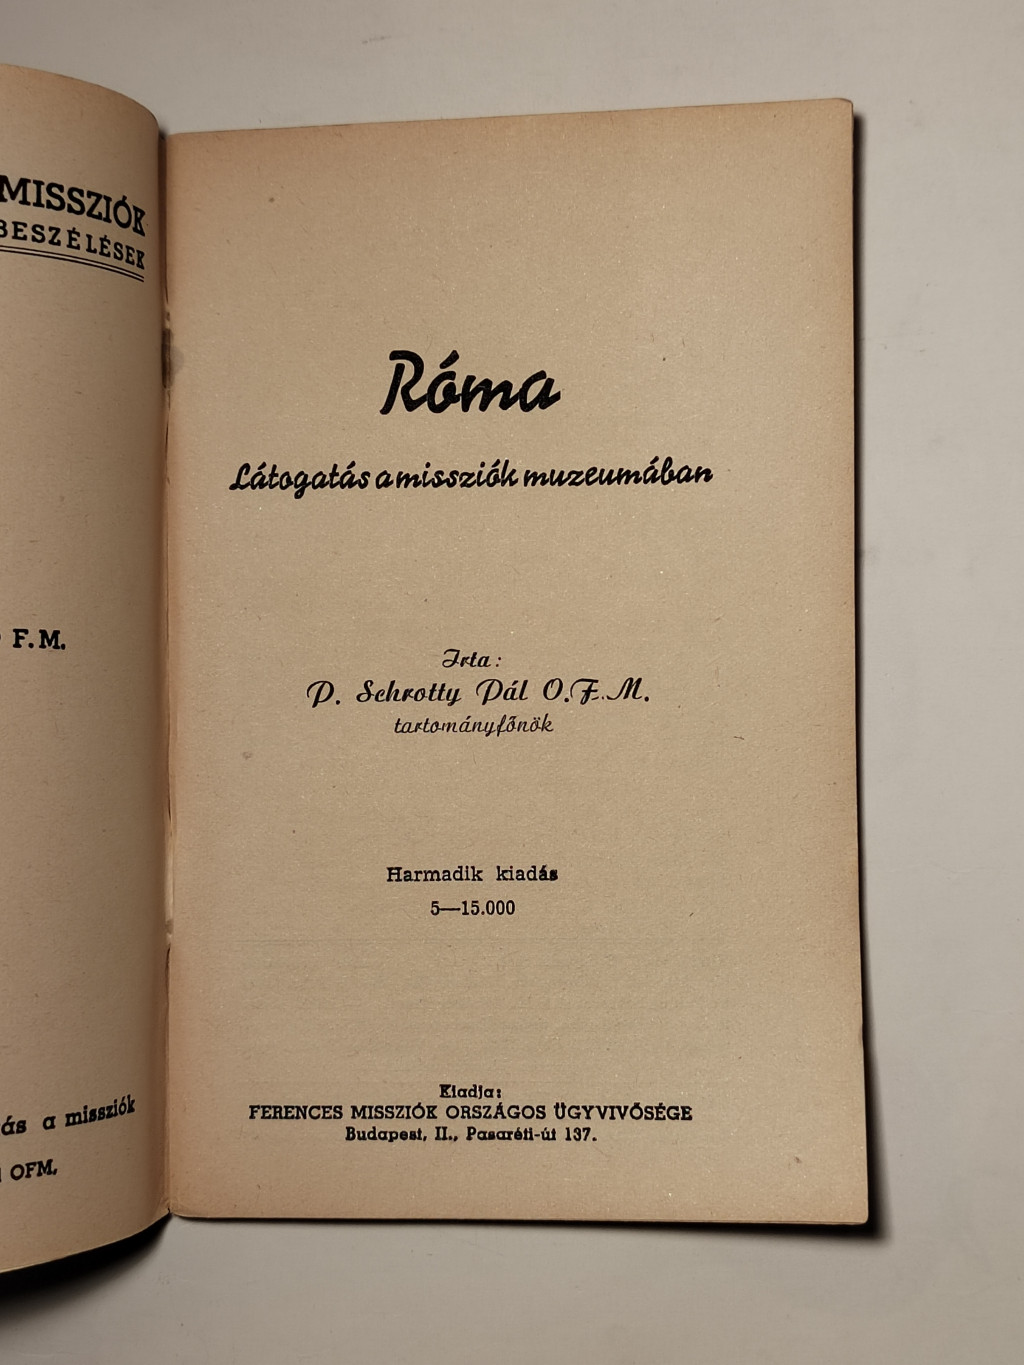 MISSZIÓK
BESZÉLÉSEK
F.M.
ás a missziók
OFM.
Róma
Látogatás a missziók muzeumában
Irta:
P. Schrotty Pál O.F.M.
tartományfőnök
Harmadik kiadás
5—15.000
Kiadja:
FERENCES MISSZIÓK ORSZÁGOS ÜGYVIVŐSÉGE
Budapest, II., Pasaréti-út 137.